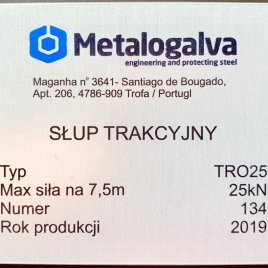 Metalogalva
engineering and protecting steel
Maganha nº 3641- Santiago de Bougado,
Apt. 206, 4786-909 Trofa / Portugl
SŁUP TRAKCYJNY
Typ TRO25
Max siła na 7,5m 25kN
Numer 134
Rok produkcji 2019